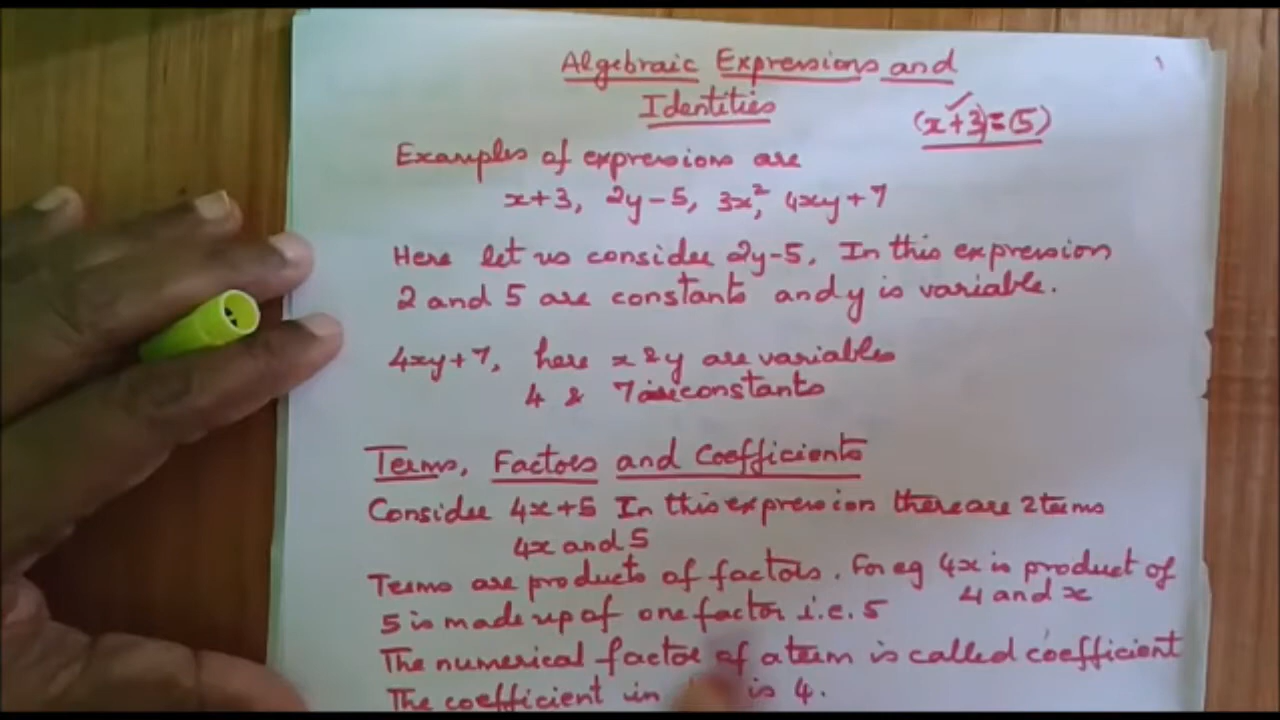 Algebraic Expressions and
Identities
(x+3)=(5)
Examples of expressions are
x+3, 2y-5, 3x², 4xy+7
Here let us consider 2y-5, In this expression
2 and 5 are constants and y is variable.
4xy+7, here x & y are variables
4 & 7 are constants
Terms, Factors and Coefficients
Consider 4x+5 In this expression there are 2 terms
4x and 5
Terms are products of factors. For eg 4x is product of
4 and x
5 is made up of one factor i.e. 5
The numerical factor of a term is called coefficient
The coefficient in is 4.